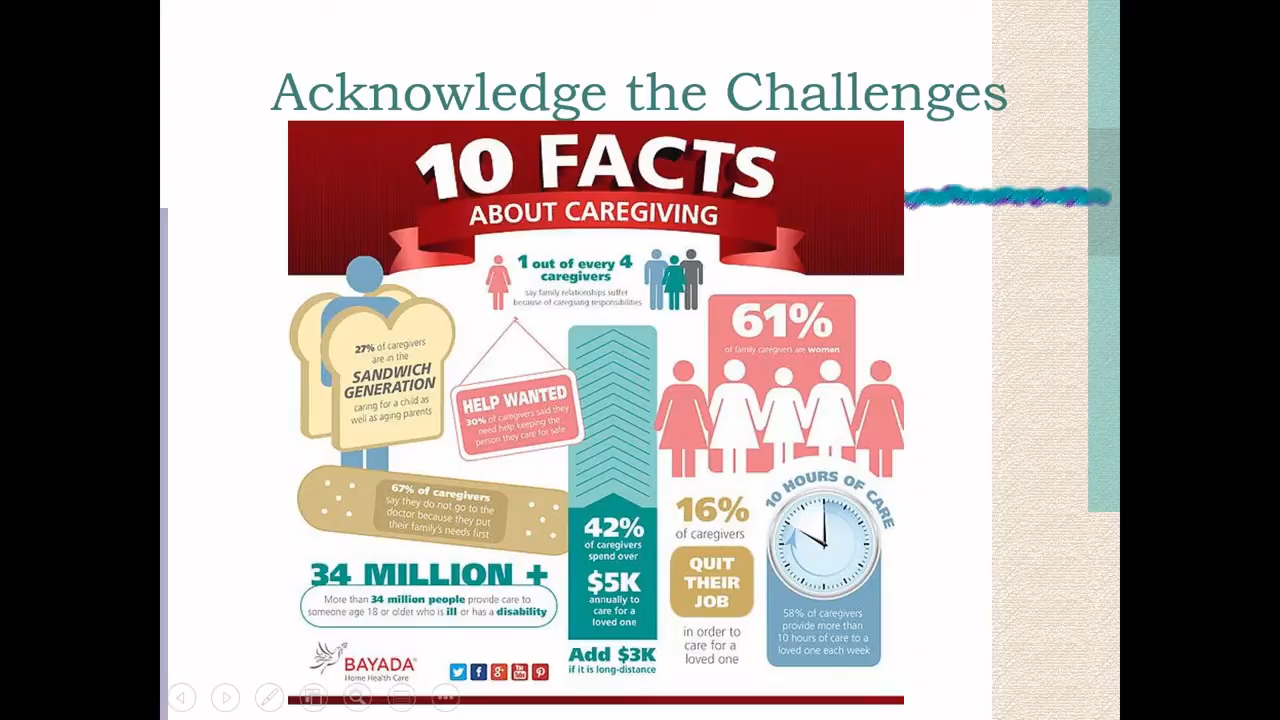 Acknowledge the Challenges
10 FACTS
ABOUT CAREGIVING
1 out of every 4
caregivers
say family relationships suffer
because of caregiving responsibilities
61%
of family caregivers are women
27% of caregivers
are in the
SANDWICH
GENERATION
caring for a child as
well as aging parents
HELP WANTED
30% of caregivers said they
need help keeping the
person they care for safe
67% of caregivers
say they do not go to the
doctor because they put
their family's needs first
34 MILLION +
More than 34 million people provide care to
someone age 18 or older who is ill or has a disability
42%
of caregivers
spend over
$5K
annually to
care for a
loved one
Add $3K
if it is long-distance
16%
of caregivers
QUIT
THEIR
JOB
in order to
care for a
loved one
10 HOURS OF CARE
58% of caregivers
provide more than
10 hours of care to a
loved one each week
BAYADA
Home Health Care
You
Tube